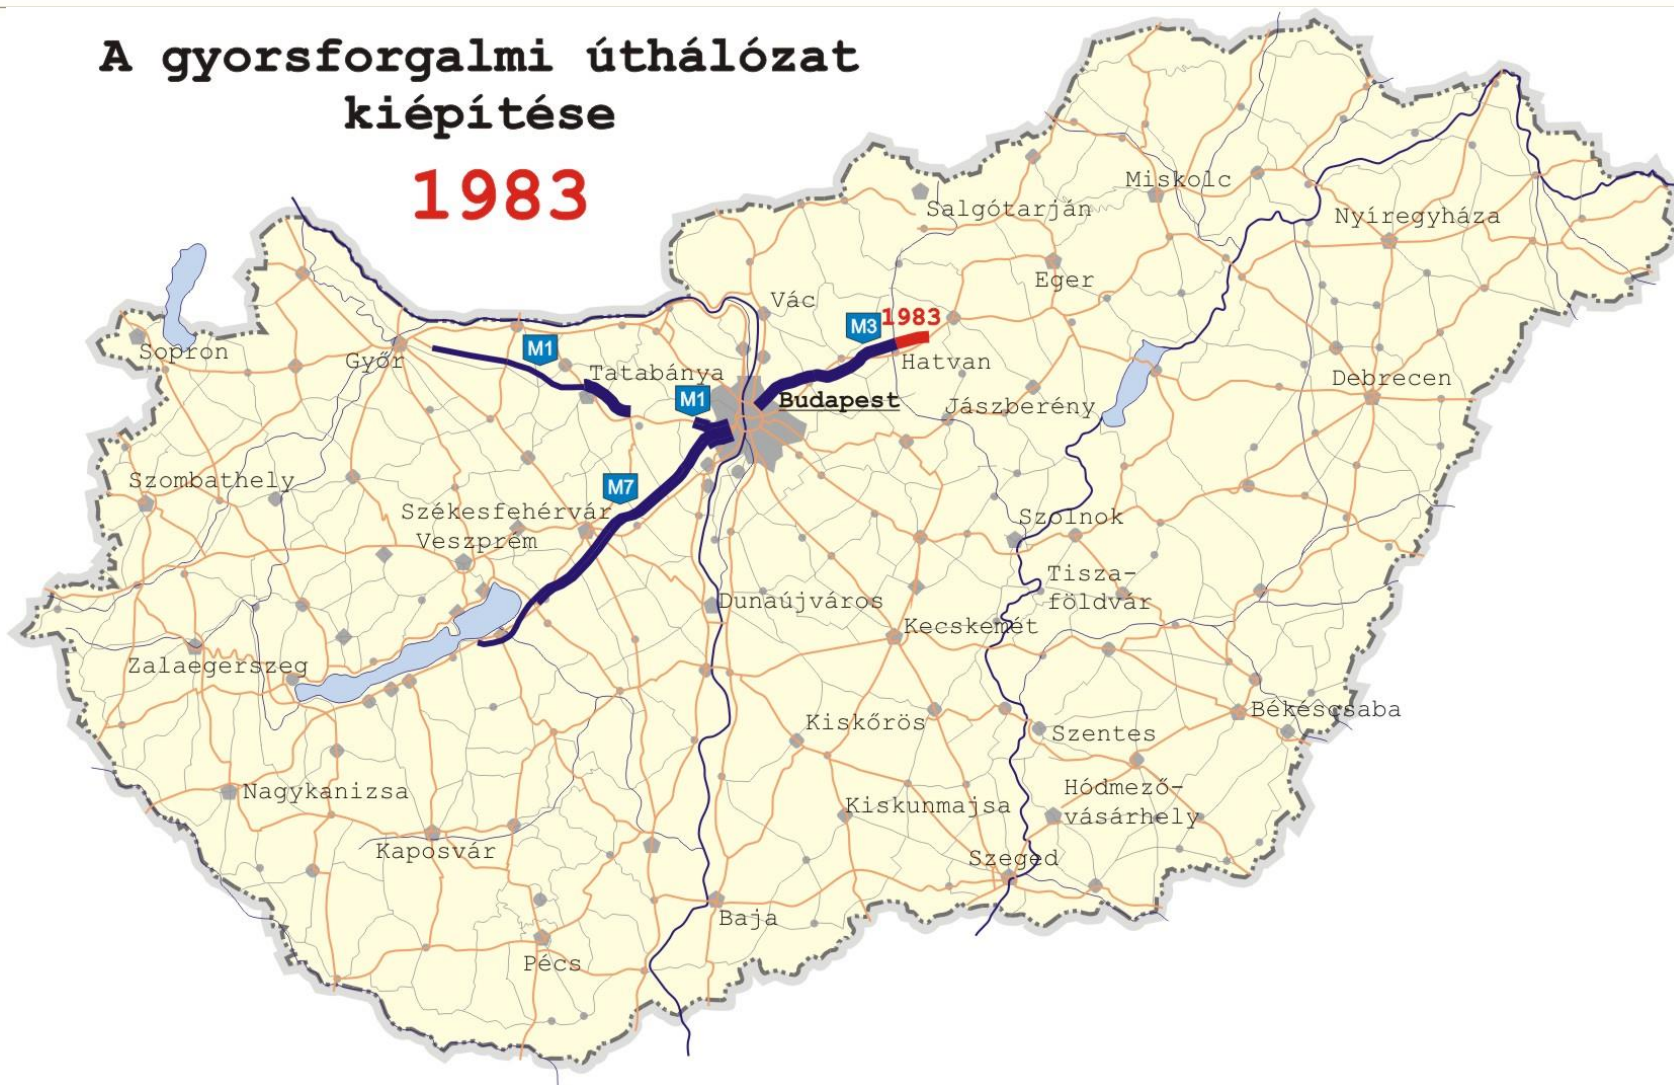 A gyorsforgalmi úthálózat
kiépítése
1983
Miskolc
Salgótarján
Nyíregyháza
Eger
Vác
M3
1983
Sopron
Győr
M1
Hatvan
Tatabánya
Debrecen
M1
Budapest
Jászberény
Szombathely
M7
Székesfehérvár
Szolnok
Veszprém
Tisza-
földvár
Dunaújváros
Kecskemét
Zalaegerszeg
Békéscsaba
Kiskőrös
Szentes
Nagykanizsa
Hódmező-
vásárhely
Kiskunmajsa
Kaposvár
Szeged
Baja
Pécs